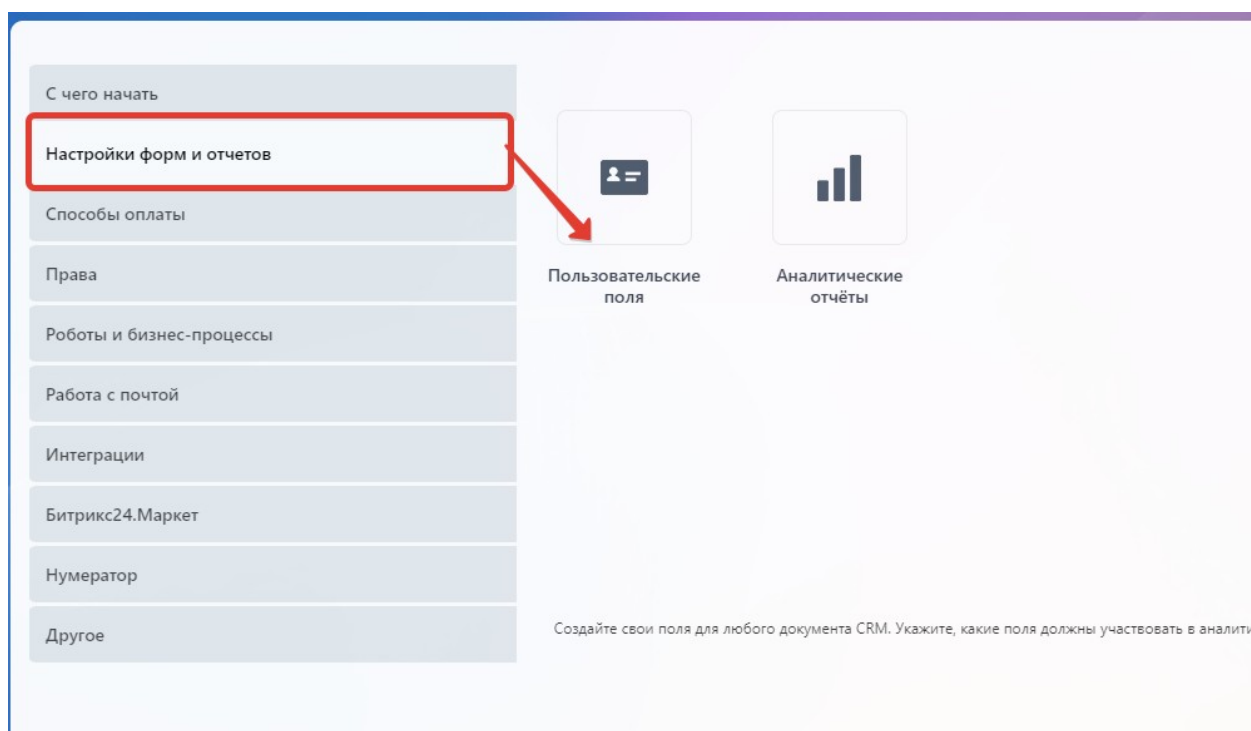 С чего начать
Настройки форм и отчетов
Способы оплаты
Права
Роботы и бизнес-процессы
Работа с почтой
Интеграции
Битрикс24.Маркет
Нумератор
Другое
Пользовательские
поля
Аналитические
отчёты
Создайте свои поля для любого документа CRM. Укажите, какие поля должны участвовать в аналити